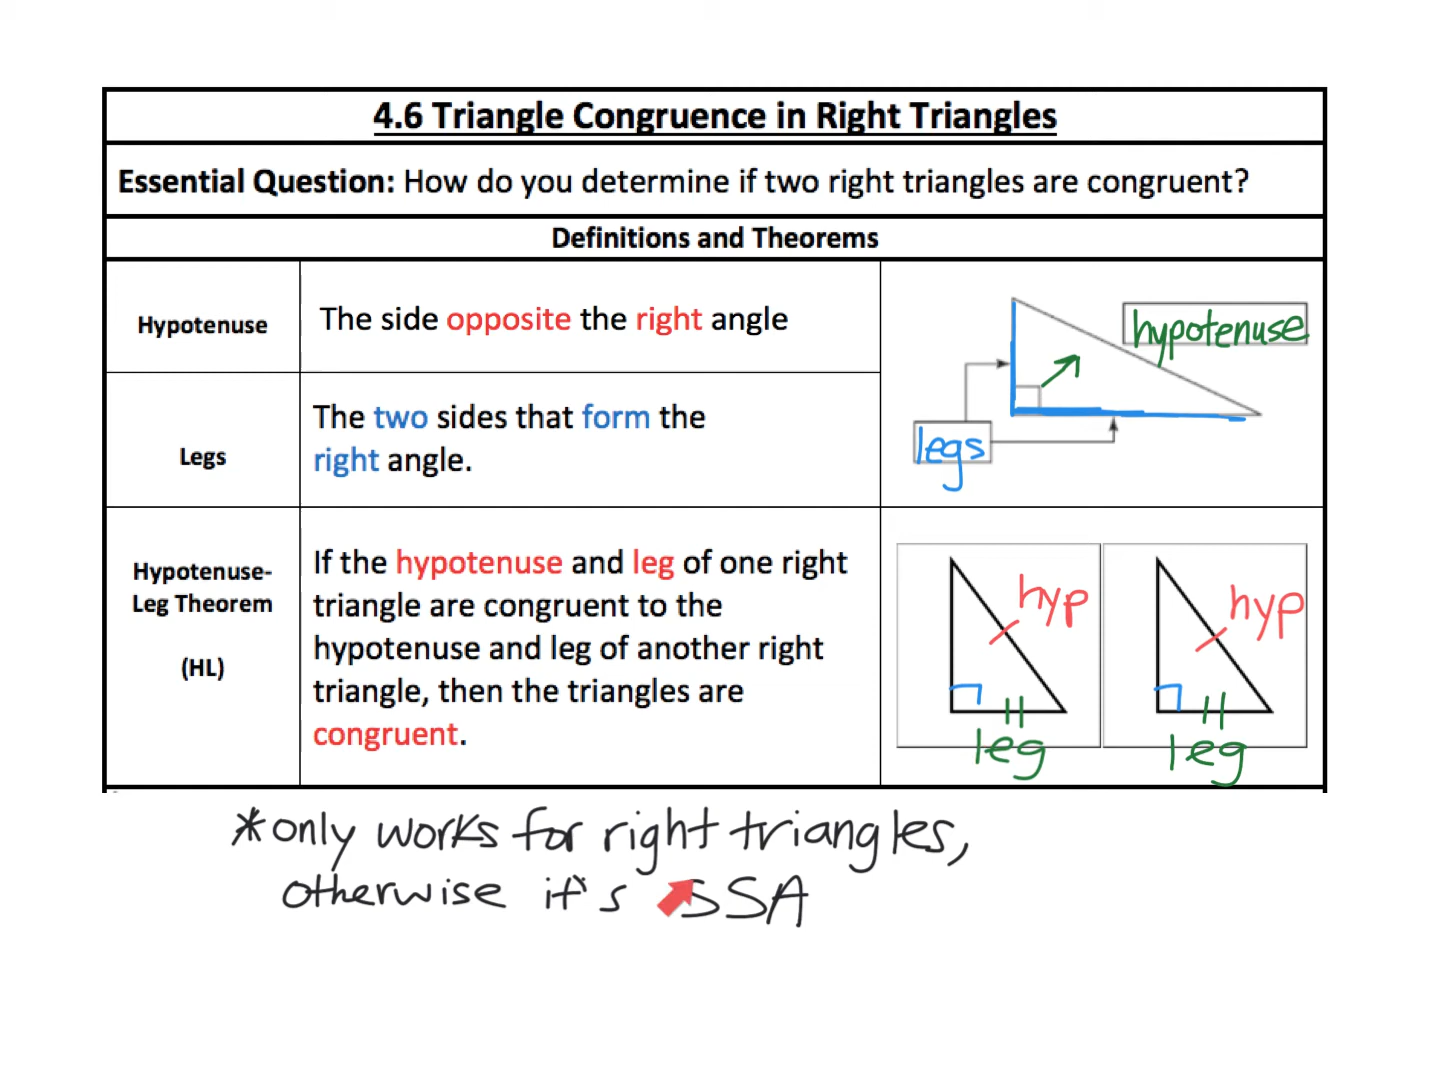 4.6 Triangle Congruence in Right Triangles
Essential Question: How do you determine if two right triangles are congruent?
Definitions and Theorems
Hypotenuse
The side opposite the right angle
hypotenuse
legs
Legs
The two sides that form the
right angle.
Hypotenuse-
Leg Theorem
(HL)
If the hypotenuse and leg of one right
triangle are congruent to the
hypotenuse and leg of another right
triangle, then the triangles are
congruent.
hyp
leg
hyp
leg
*only works for right triangles,
otherwise it's SSA